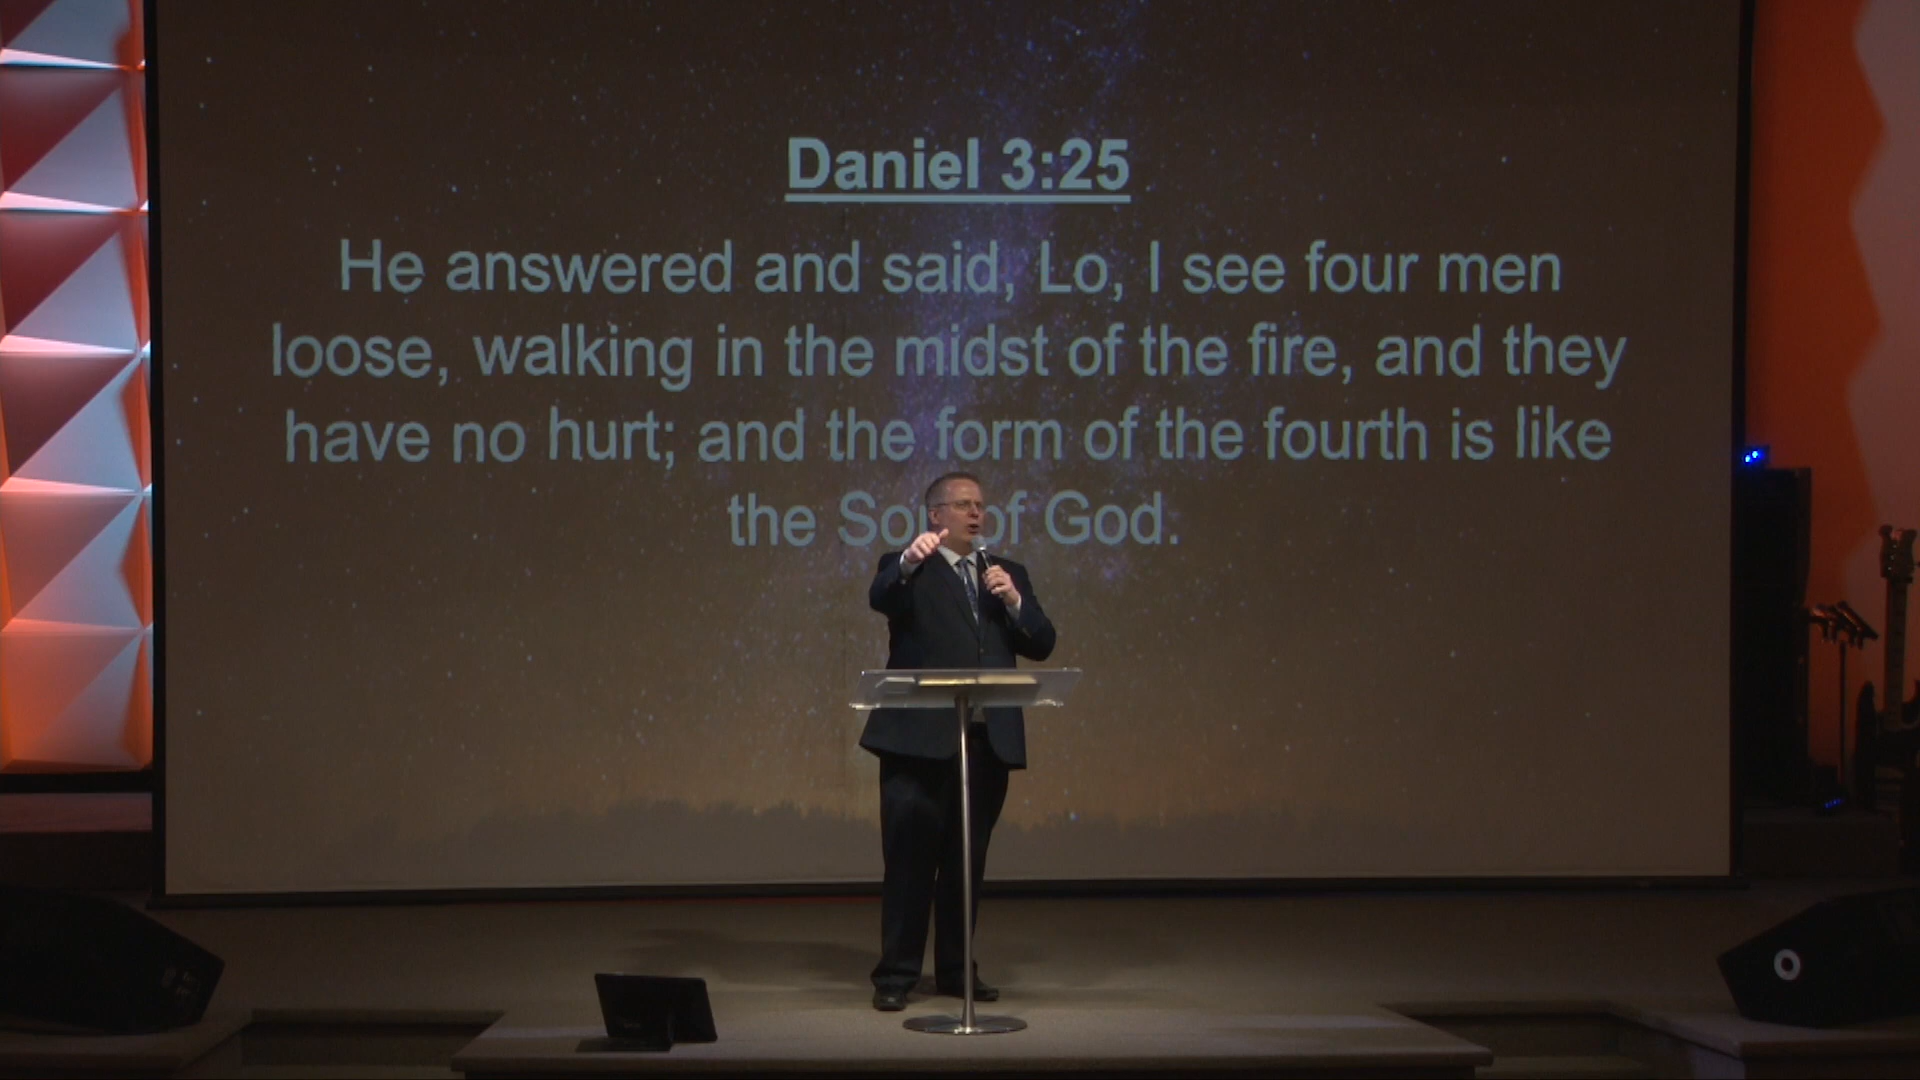 Daniel 3:25
He answered and said, Lo, I see four men
loose, walking in the midst of the fire, and they
have no hurt; and the form of the fourth is like
the Son of God.